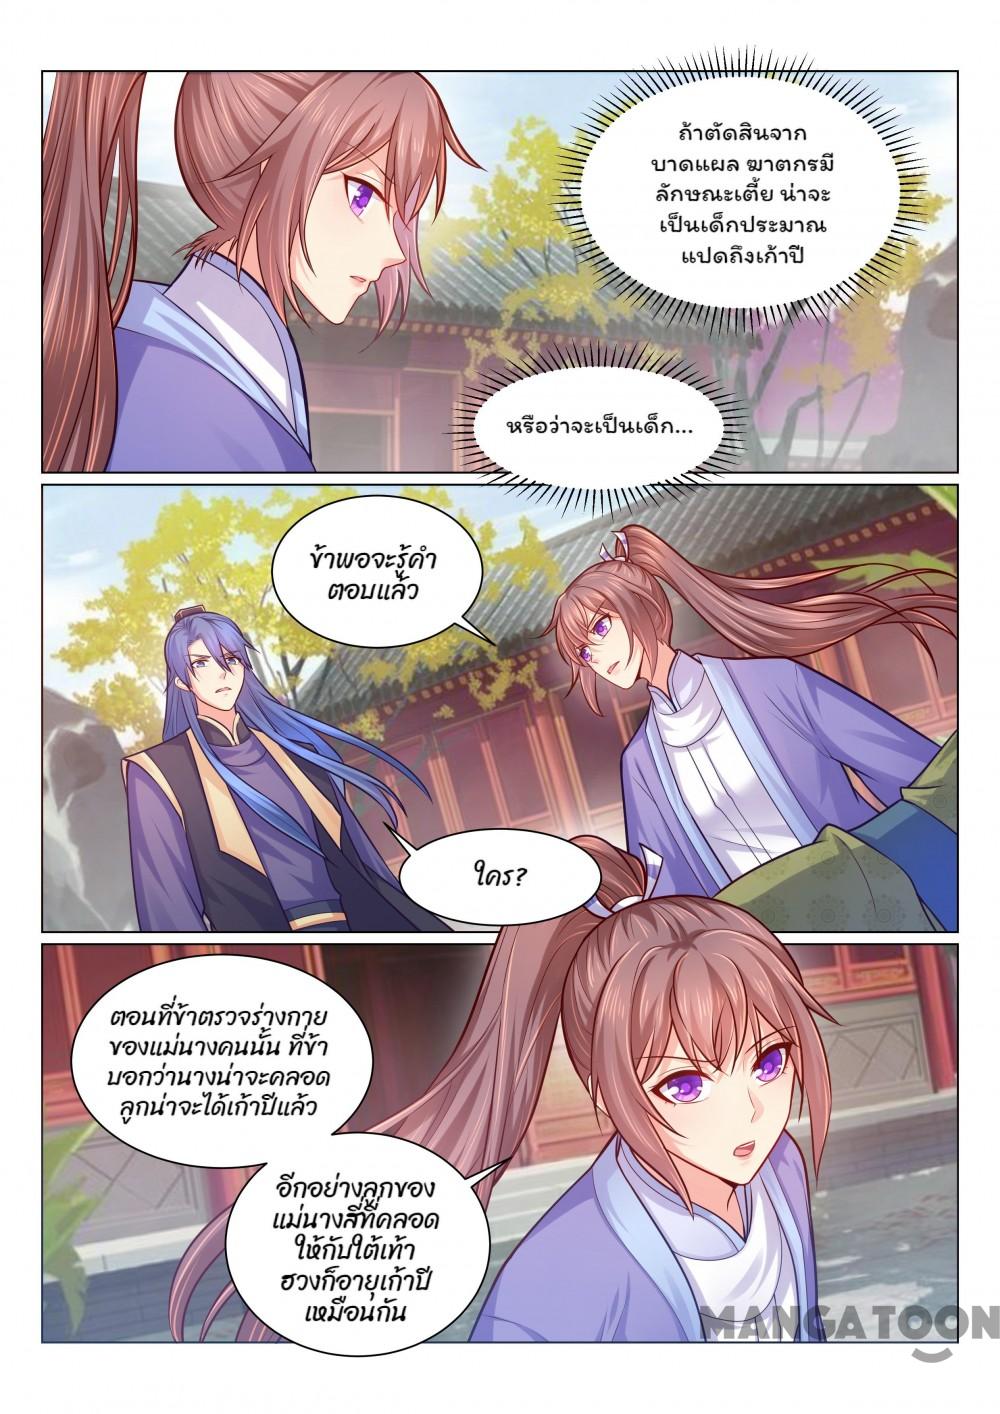 ถ้าตัดสินจาก
บาดแผล ฆาตกรมี
ลักษณะเตี้ย น่าจะ
เป็นเด็กประมาณ
แปดถึงเก้าปี
หรือว่าจะเป็นเด็ก...
ข้าพอจะรู้คำ
ตอบแล้ว
ใคร?
ตอนที่ข้าตรวจร่างกาย
ของแม่นางคนนั้น ที่ข้า
บอกว่านางน่าจะคลอด
ลูกน่าจะได้เก้าปีแล้ว
อีกอย่างลูกของ
แม่นางสี่ที่คลอด
ให้กับใต้เท้า
ฮวงก็อายุเก้าปี
เหมือนกัน
MANGATOON